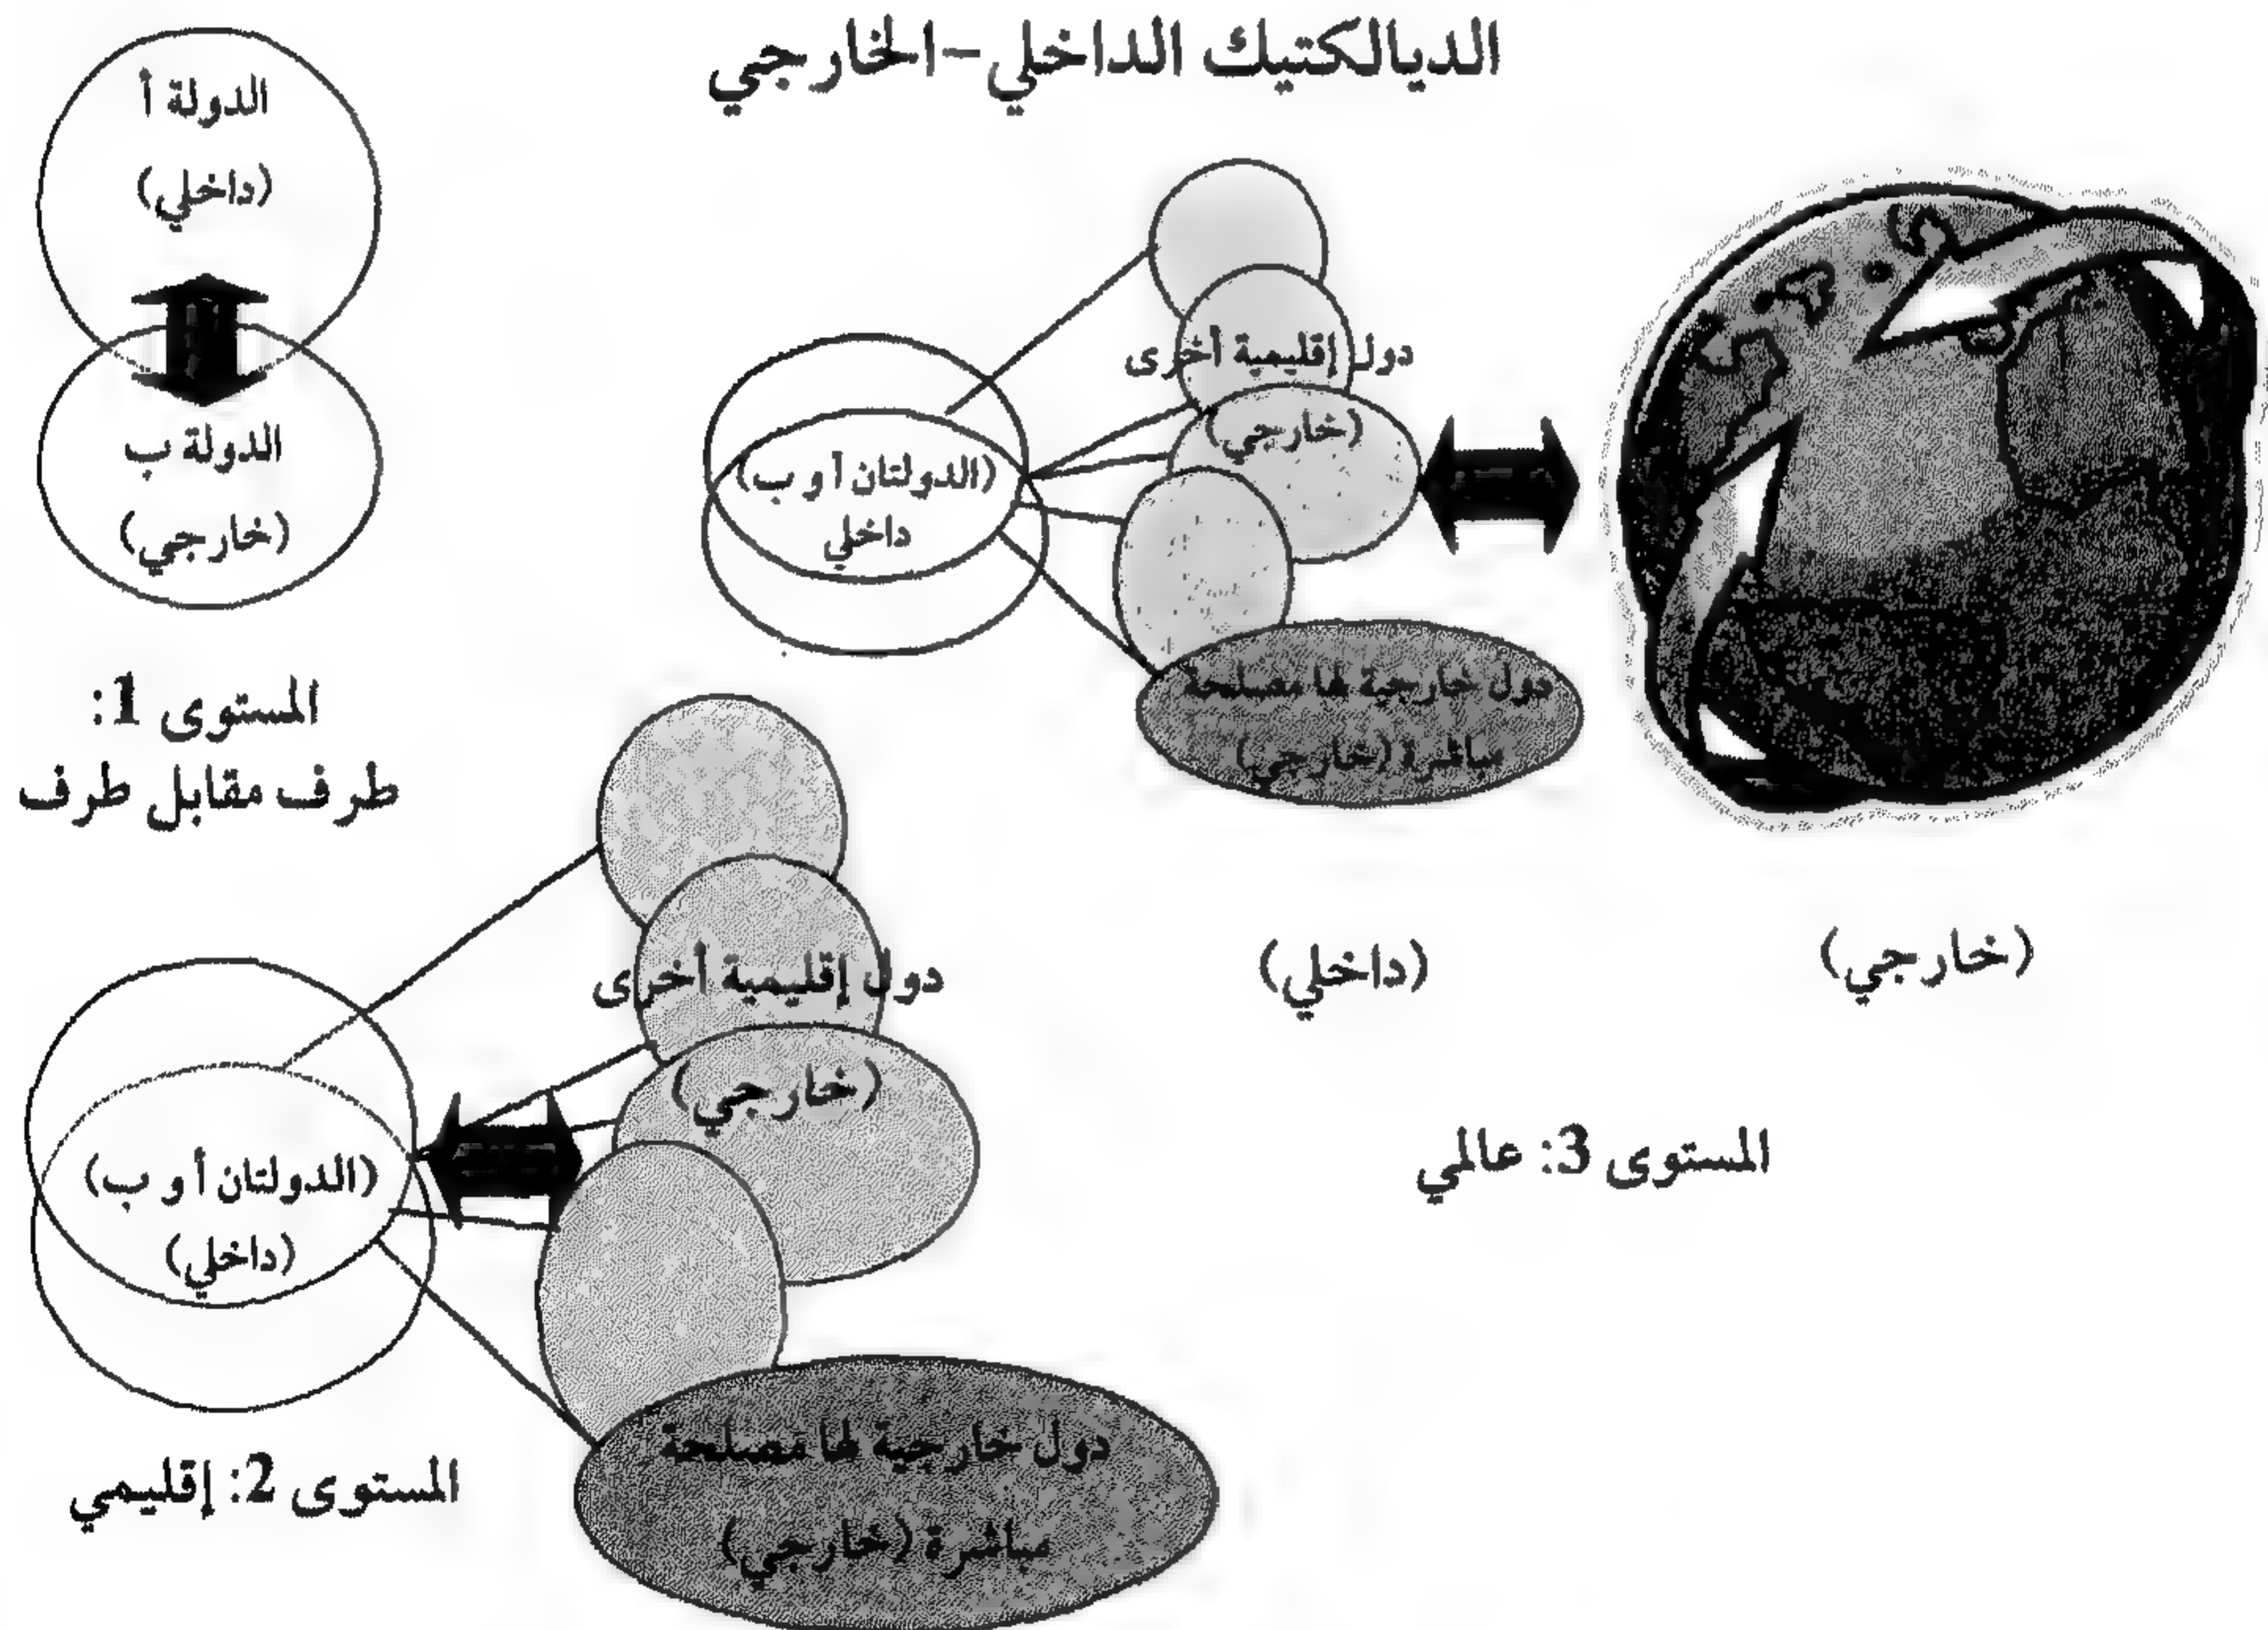 الديالكتيك الداخلي-الخارجي
الدولة أ
(داخلي)
الدولة ب
(خارجي)
المستوى 1:
طرف مقابل طرف
دول إقليمية أخرى
(خارجي)
(الدولتان أ و ب)
داخلي
دول خارجية لها مصلحة
مباشرة (خارجي)
(داخلي)
(خارجي)
المستوى 3: عالمي
دول إقليمية أخرى
(خارجي)
(الدولتان أ و ب)
(داخلي)
دول خارجية لها مصلحة
مباشرة (خارجي)
المستوى 2: إقليمي